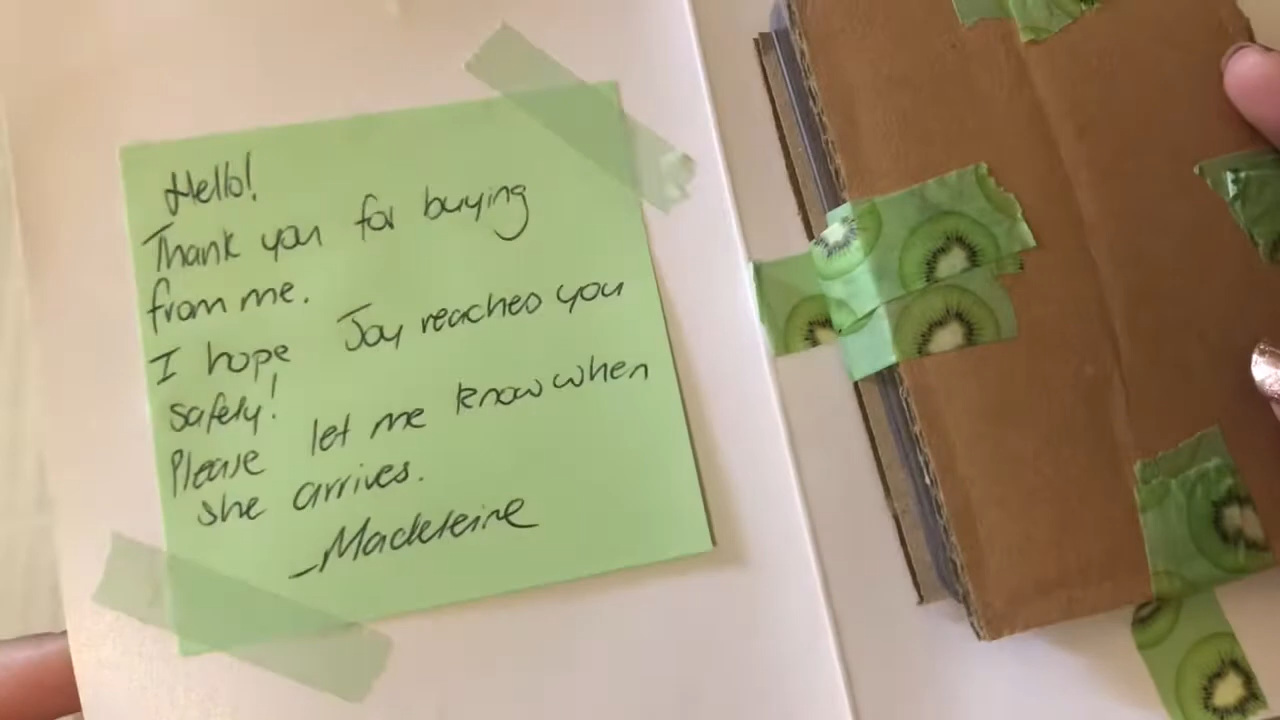 Hello!
Thank you for buying
from me.
I hope Joy reaches you
safely!
Please let me know when
she arrives.
_Madeleine